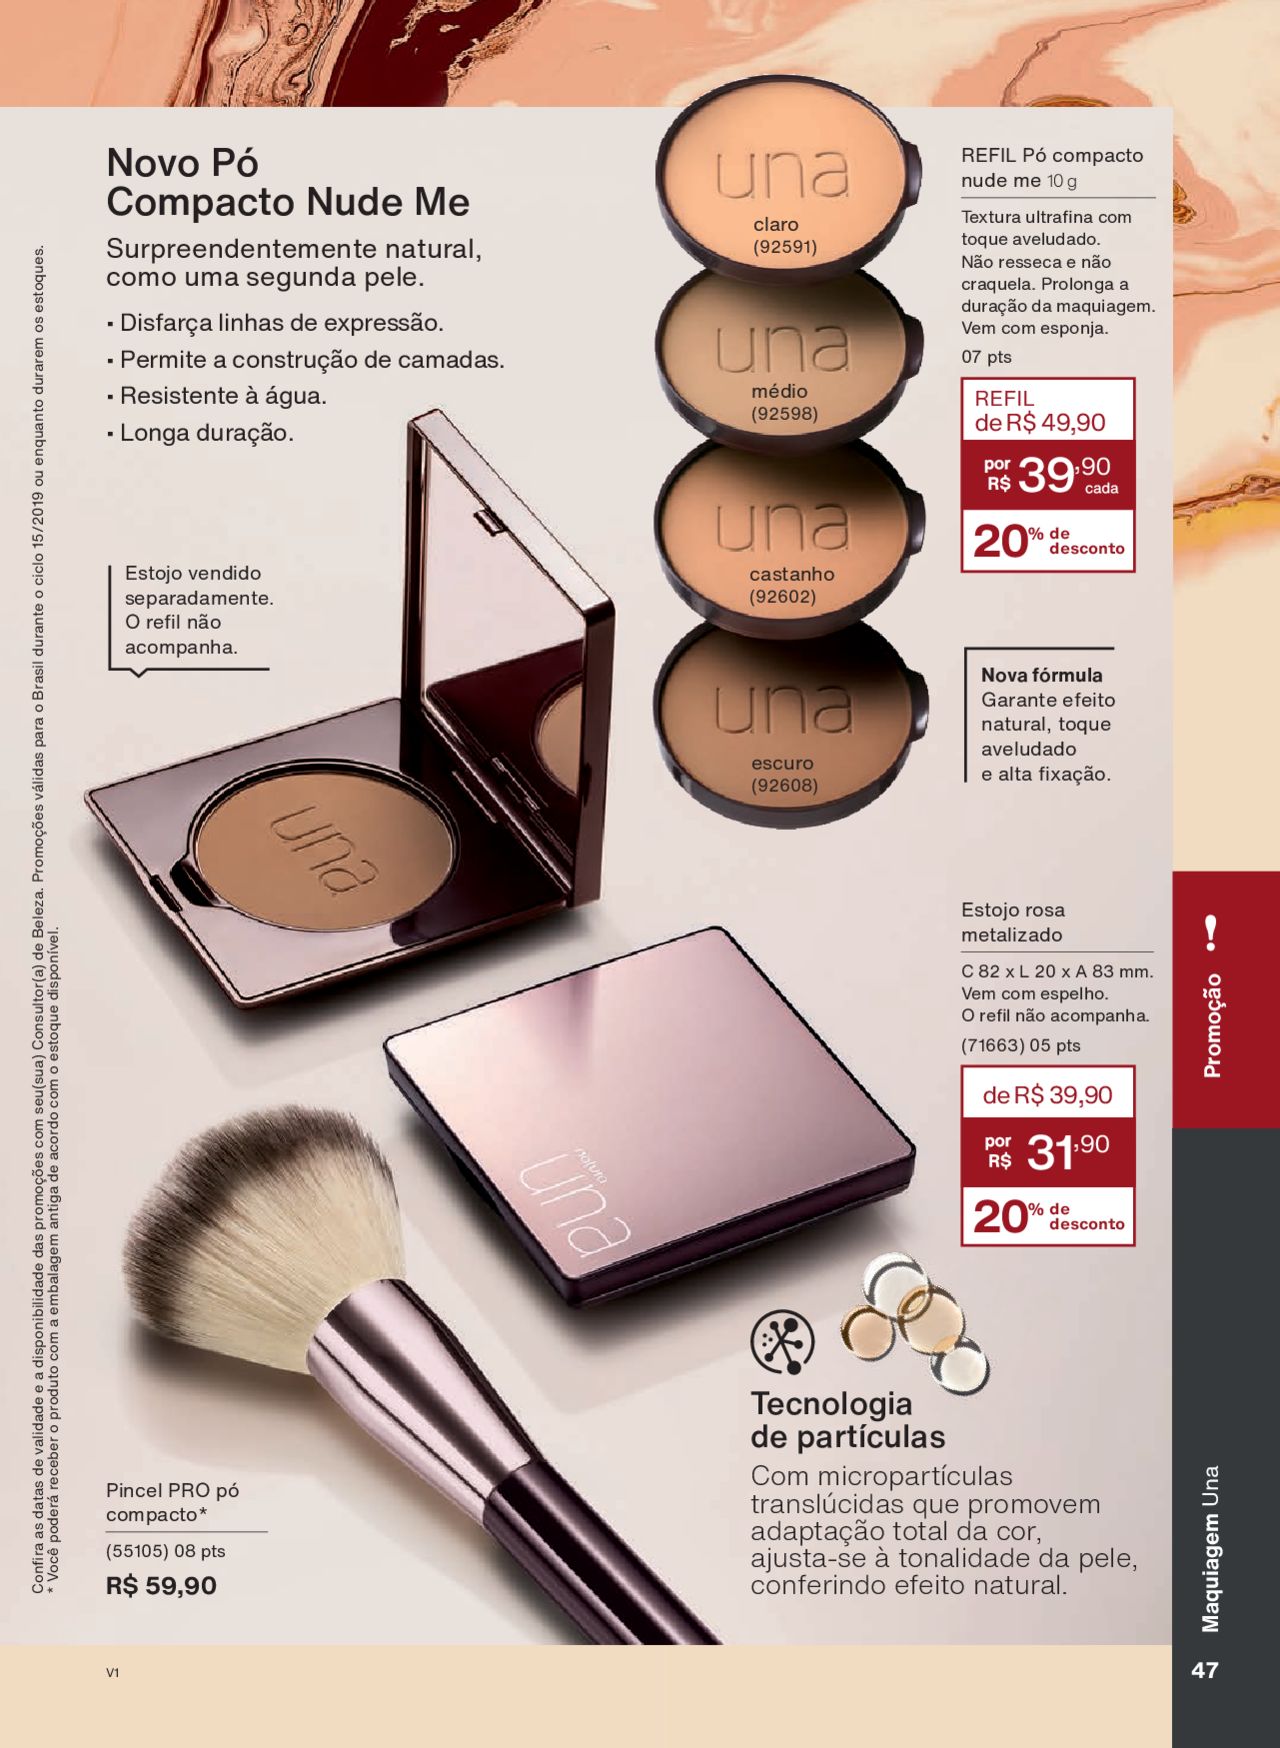 Novo Pó
Compacto Nude Me
Surpreendentemente natural,
como uma segunda pele.
· Disfarça linhas de expressão.
· Permite a construção de camadas.
· Resistente à água.
· Longa duração.
Estojo vendido
separadamente.
O refil não
acompanha.
una
claro
(92591)
una
médio
(92598)
una
castanho
(92602)
una
escuro
(92608)
REFIL Pó compacto
nude me 10 g
Textura ultrafina com
toque aveludado.
Não resseca e não
craquela. Prolonga a
duração da maquiagem.
Vem com esponja.
07 pts
REFIL
de R$ 49,90
por R$ 39,90 cada
20% de desconto
Nova fórmula
Garante efeito
natural, toque
aveludado
e alta fixação.
una
Estojo rosa
metalizado
C 82 x L 20 x A 83 mm.
Vem com espelho.
O refil não acompanha.
(71663) 05 pts
de R$ 39,90
por R$ 31,90
20% de desconto
natura
una
Tecnologia
de partículas
Com micropartículas
translúcidas que promovem
adaptação total da cor,
ajusta-se à tonalidade da pele,
conferindo efeito natural.
Pincel PRO pó
compacto*
(55105) 08 pts
R$ 59,90
Confira as datas de validade e a disponibilidade das promoções com seu(sua) Consultor(a) de Beleza. Promoções válidas para o Brasil durante o ciclo 15/2019 ou enquanto durarem os estoques.
* Você poderá receber o produto com a embalagem antiga de acordo com o estoque disponível.
Promoção !
Maquiagem Una
47
V1